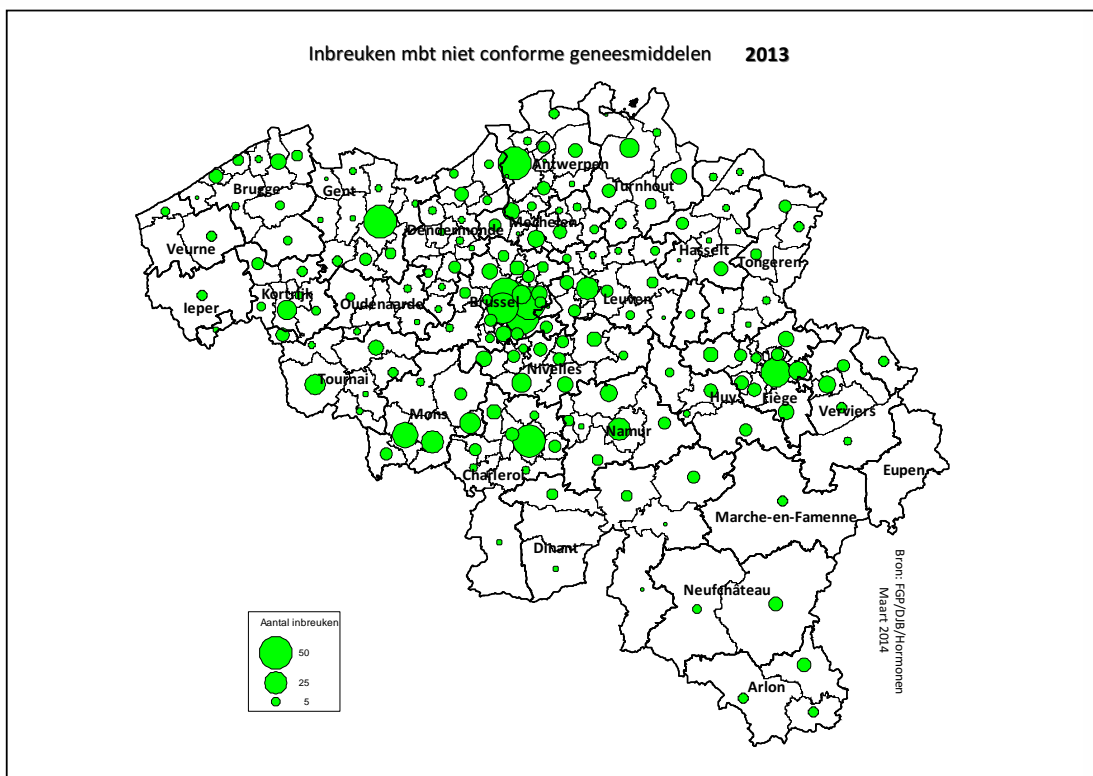 Inbreuken mbt niet conforme geneesmiddelen 2013
Antwerpen
Turnhout
Brugge
Gent
Mechelen
Dendermonde
Veurne
Hasselt
Tongeren
Kortrijk
Ieper
Oudenaarde
Brussel
Leuven
Nivelles
Tournai
Huy
Liège
Verviers
Mons
Namur
Eupen
Charleroi
Marche-en-Famenne
Dinant
Neufchâteau
Arlon
Bron: FGP/DJB/Hormonen
Maart 2014
Aantal inbreuken
50
25
5